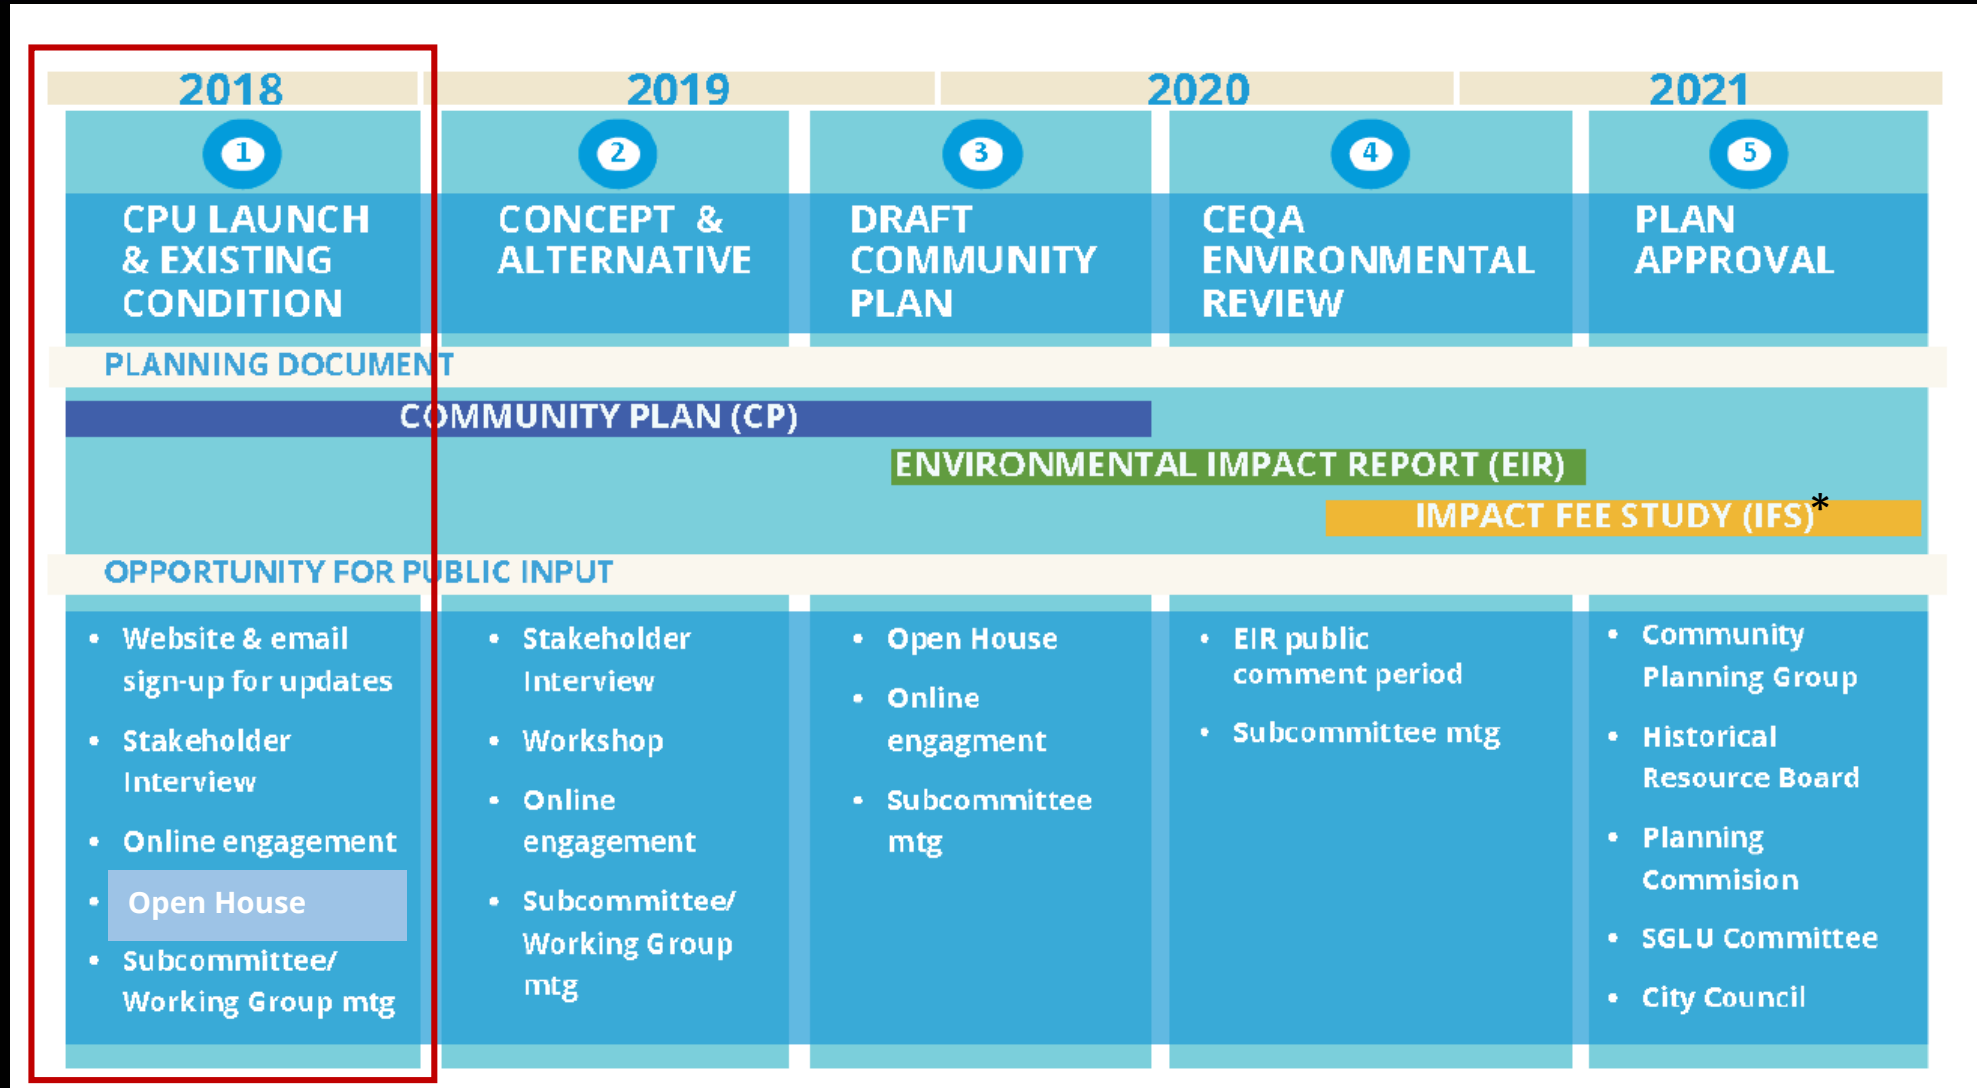 2018
2019
2020
2021
1
2
3
4
5
CPU LAUNCH
& EXISTING
CONDITION
CONCEPT &
ALTERNATIVE
DRAFT
COMMUNITY
PLAN
CEQA
ENVIRONMENTAL
REVIEW
PLAN
APPROVAL
PLANNING DOCUMENT
COMMUNITY PLAN (CP)
ENVIRONMENTAL IMPACT REPORT (EIR)
IMPACT FEE STUDY (IFS)*
OPPORTUNITY FOR PUBLIC INPUT
• Website & email
sign-up for updates
• Stakeholder
Interview
• Online engagement
• Open House
• Subcommittee/
Working Group mtg
• Stakeholder
Interview
• Workshop
• Online
engagement
• Subcommittee/
Working Group
mtg
• Open House
• Online
engagment
• Subcommittee
mtg
• EIR public
comment period
• Subcommittee mtg
• Community
Planning Group
• Historical
Resource Board
• Planning
Commision
• SGLU Committee
• City Council